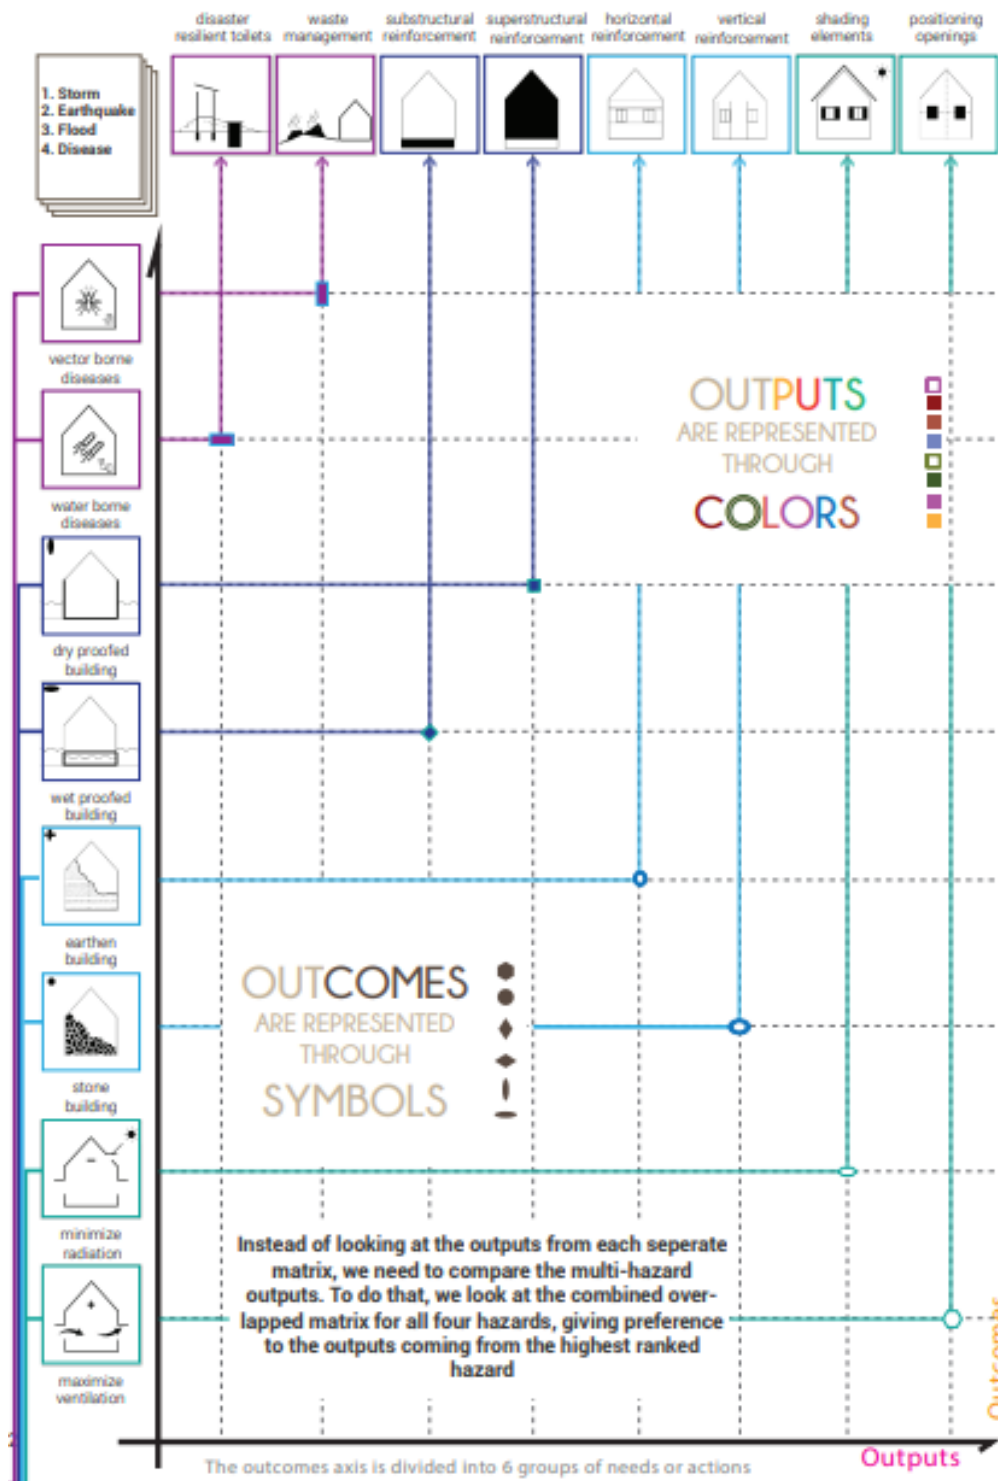 disaster
resilient toilets
waste
management
substructural
reinforcement
superstructural
reinforcement
horizontal
reinforcement
vertical
reinforcement
shading
elements
positioning
openings
1. Storm
2. Earthquake
3. Flood
4. Disease
vector borne
diseases
water borne
diseases
dry proofed
building
wet proofed
building
earthen
building
stone
building
minimize
radiation
maximize
ventilation
OUTPUTS
ARE REPRESENTED
THROUGH
COLORS
OUTCOMES
ARE REPRESENTED
THROUGH
SYMBOLS
Instead of looking at the outputs from each seperate
matrix, we need to compare the multi-hazard
outputs. To do that, we look at the combined over-
lapped matrix for all four hazards, giving preference
to the outputs coming from the highest ranked
hazard
Outcomes
Outputs
The outcomes axis is divided into 6 groups of needs or actions